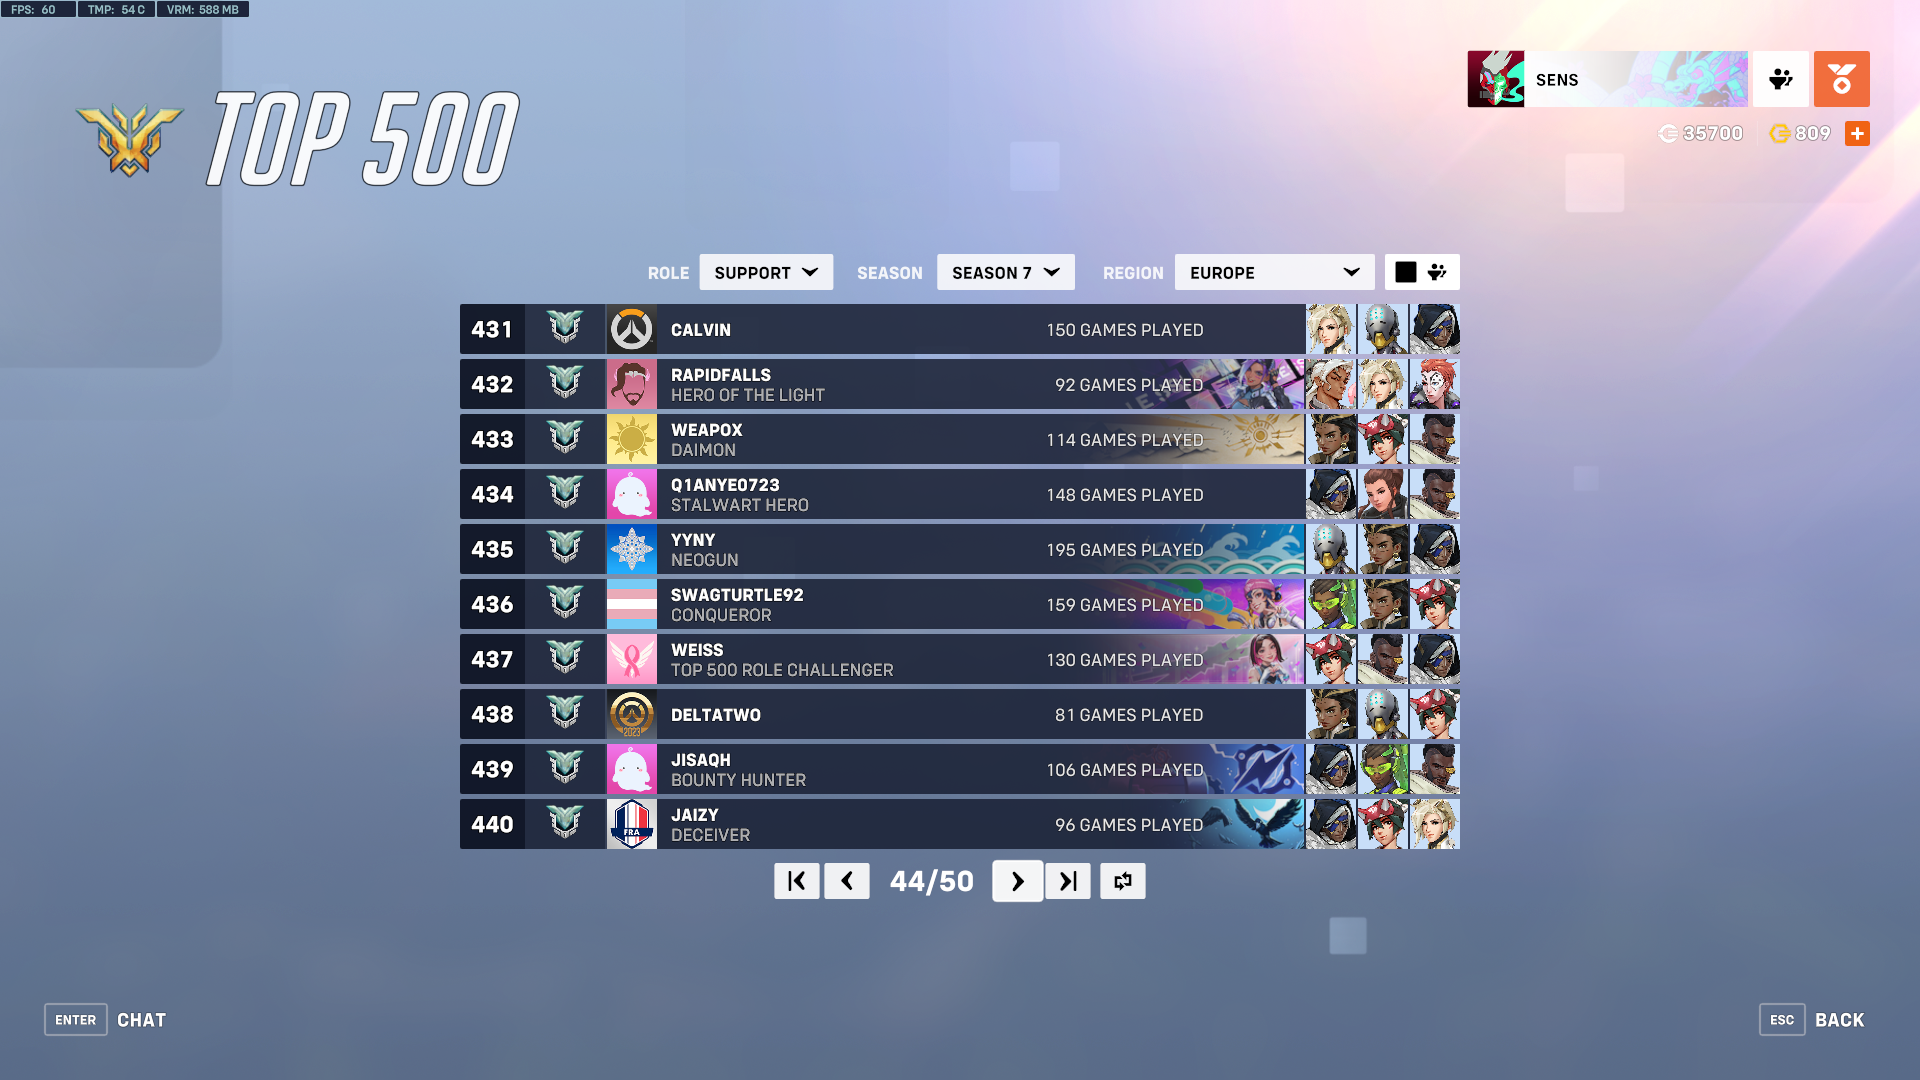 FPS: 60 TMP: 54 C VRM: 588 MB
TOP 500
SENS
35700 809
ROLE SUPPORT SEASON SEASON 7 REGION EUROPE
431 CALVIN 150 GAMES PLAYED
432 RAPIDFALLS 92 GAMES PLAYED
HERO OF THE LIGHT
433 WEAPOX 114 GAMES PLAYED
DAIMON
434 Q1ANYE0723 148 GAMES PLAYED
STALWART HERO
435 YYNY 195 GAMES PLAYED
NEOGUN
436 SWAGTURTLE92 159 GAMES PLAYED
CONQUEROR
437 WEISS 130 GAMES PLAYED
TOP 500 ROLE CHALLENGER
438 DELTATWO 81 GAMES PLAYED
2023
439 JISAQH 106 GAMES PLAYED
BOUNTY HUNTER
440 JAIZY 96 GAMES PLAYED
FRA DECEIVER
44/50
ENTER CHAT
ESC BACK